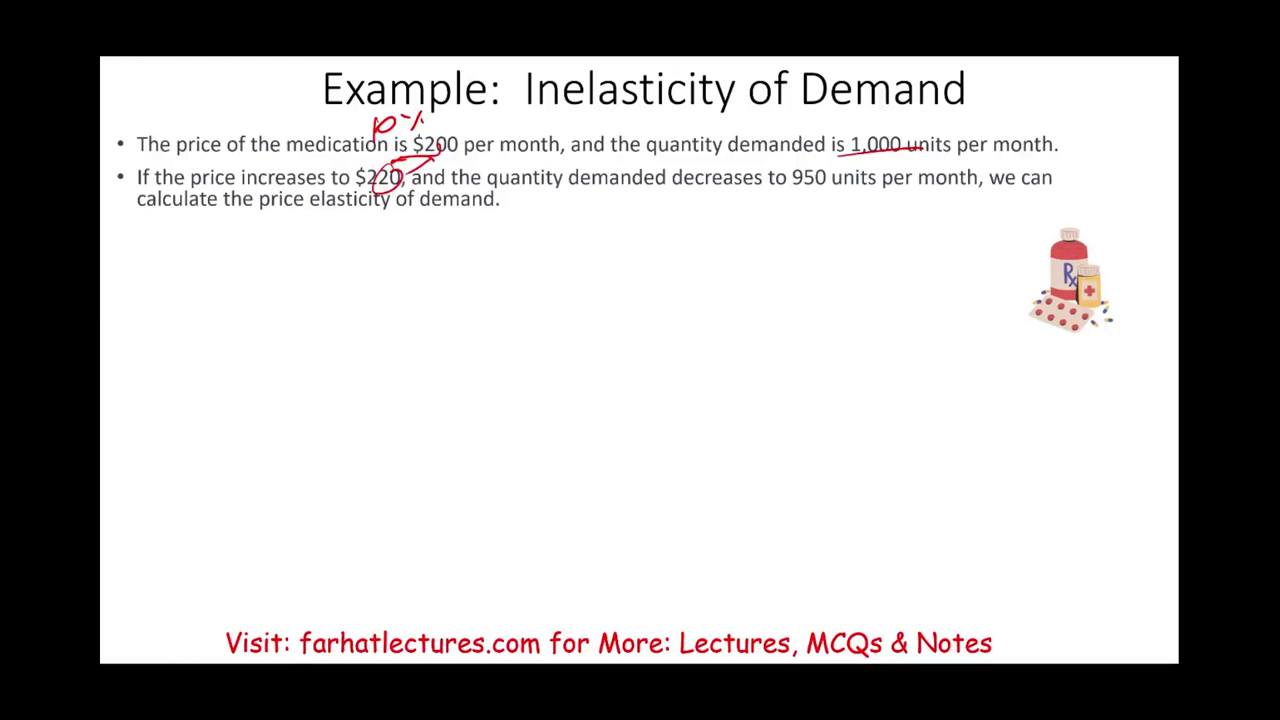 Example: Inelasticity of Demand
10%
• The price of the medication is $200 per month, and the quantity demanded is 1,000 units per month.
• If the price increases to $220, and the quantity demanded decreases to 950 units per month, we can
calculate the price elasticity of demand.
Rx
Visit: farhatlectures.com for More: Lectures, MCQs & Notes